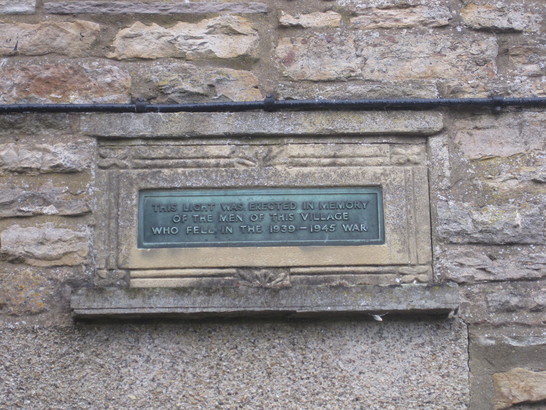 THIS LIGHT WAS ERECTED IN MEMORY
OF THE MEN OF THIS VILLAGE
WHO FELL IN THE 1939 - 1945 WAR.